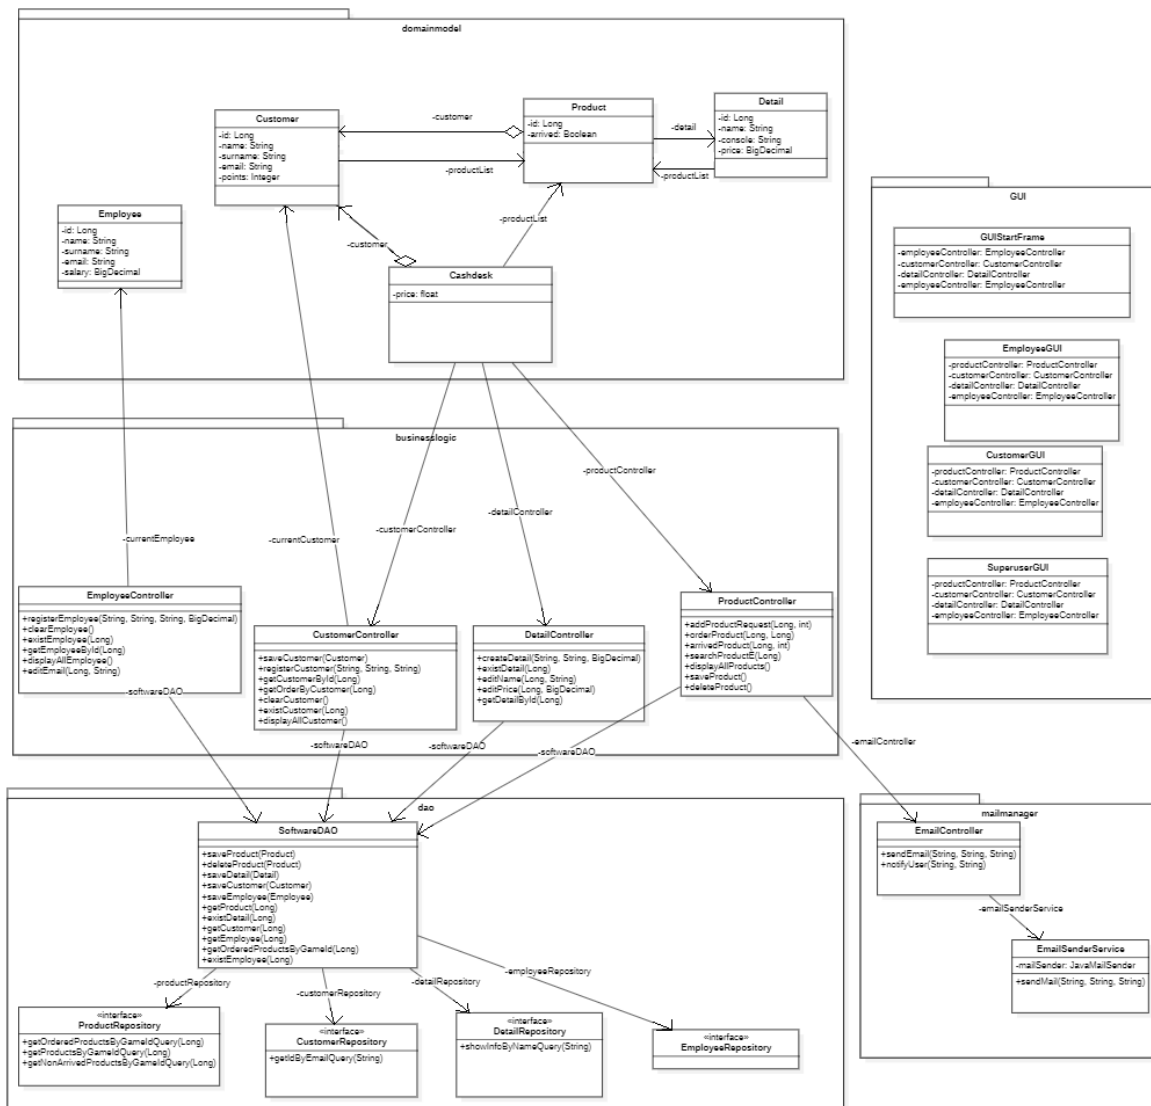 domainmodel
Customer
-id: Long
-name: String
-surname: String
-email: String
-points: Integer
-customer
-productList
Product
-id: Long
-arrived: Boolean
-detail
-productList
Detail
-id: Long
-name: String
-console: String
-price: BigDecimal
Employee
-id: Long
-name: String
-surname: String
-email: String
-salary: BigDecimal
-customer
-productList
Cashdesk
-price: float
GUI
GUIStartFrame
-employeeController: EmployeeController
-customerController: CustomerController
-detailController: DetailController
-employeeController: EmployeeController
EmployeeGUI
-productController: ProductController
-customerController: CustomerController
-detailController: DetailController
-employeeController: EmployeeController
CustomerGUI
-productController: ProductController
-customerController: CustomerController
-detailController: DetailController
-employeeController: EmployeeController
SuperuserGUI
-productController: ProductController
-customerController: CustomerController
-detailController: DetailController
-employeeController: EmployeeController
businesslogic
-productController
-detailController
-customerController
-currentEmployee
-currentCustomer
EmployeeController
+registerEmployee(String, String, String, BigDecimal)
+clearEmployee()
+existEmployee(Long)
+getEmployeeById(Long)
+displayAllEmployee()
+editEmail(Long, String)
-softwareDAO
CustomerController
+saveCustomer(Customer)
+registerCustomer(String, String, String)
+getCustomerById(Long)
+getOrderByCustomer(Long)
+clearCustomer()
+existCustomer(Long)
+displayAllCustomer()
-softwareDAO
DetailController
+createDetail(String, String, BigDecimal)
+existDetail(Long)
+editName(Long, String)
+editPrice(Long, BigDecimal)
+getDetailById(Long)
-softwareDAO
ProductController
+addProductRequest(Long, int)
+orderProduct(Long, Long)
+arrivedProduct(Long, int)
+searchProductE(Long)
+displayAllProducts()
+saveProduct()
+deleteProduct()
-softwareDAO
-emailController
dao
SoftwareDAO
+saveProduct(Product)
+deleteProduct(Product)
+saveDetail(Detail)
+saveCustomer(Customer)
+saveEmployee(Employee)
+getProduct(Long)
+existDetail(Long)
+getCustomer(Long)
+getEmployee(Long)
+getOrderedProductsByGameId(Long)
+existEmployee(Long)
-productRepository
-customerRepository
-detailRepository
-employeeRepository
«interface»
ProductRepository
+getOrderedProductsByGameIdQuery(Long)
+getProductsByGameIdQuery(Long)
+getNonArrivedProductsByGameIdQuery(Long)
«interface»
CustomerRepository
+getIdByEmailQuery(String)
«interface»
DetailRepository
+showInfoByNameQuery(String)
«interface»
EmployeeRepository
mailmanager
EmailController
+sendEmail(String, String, String)
+notifyUser(String, String)
-emailSenderService
EmailSenderService
-mailSender: JavaMailSender
+sendMail(String, String, String)